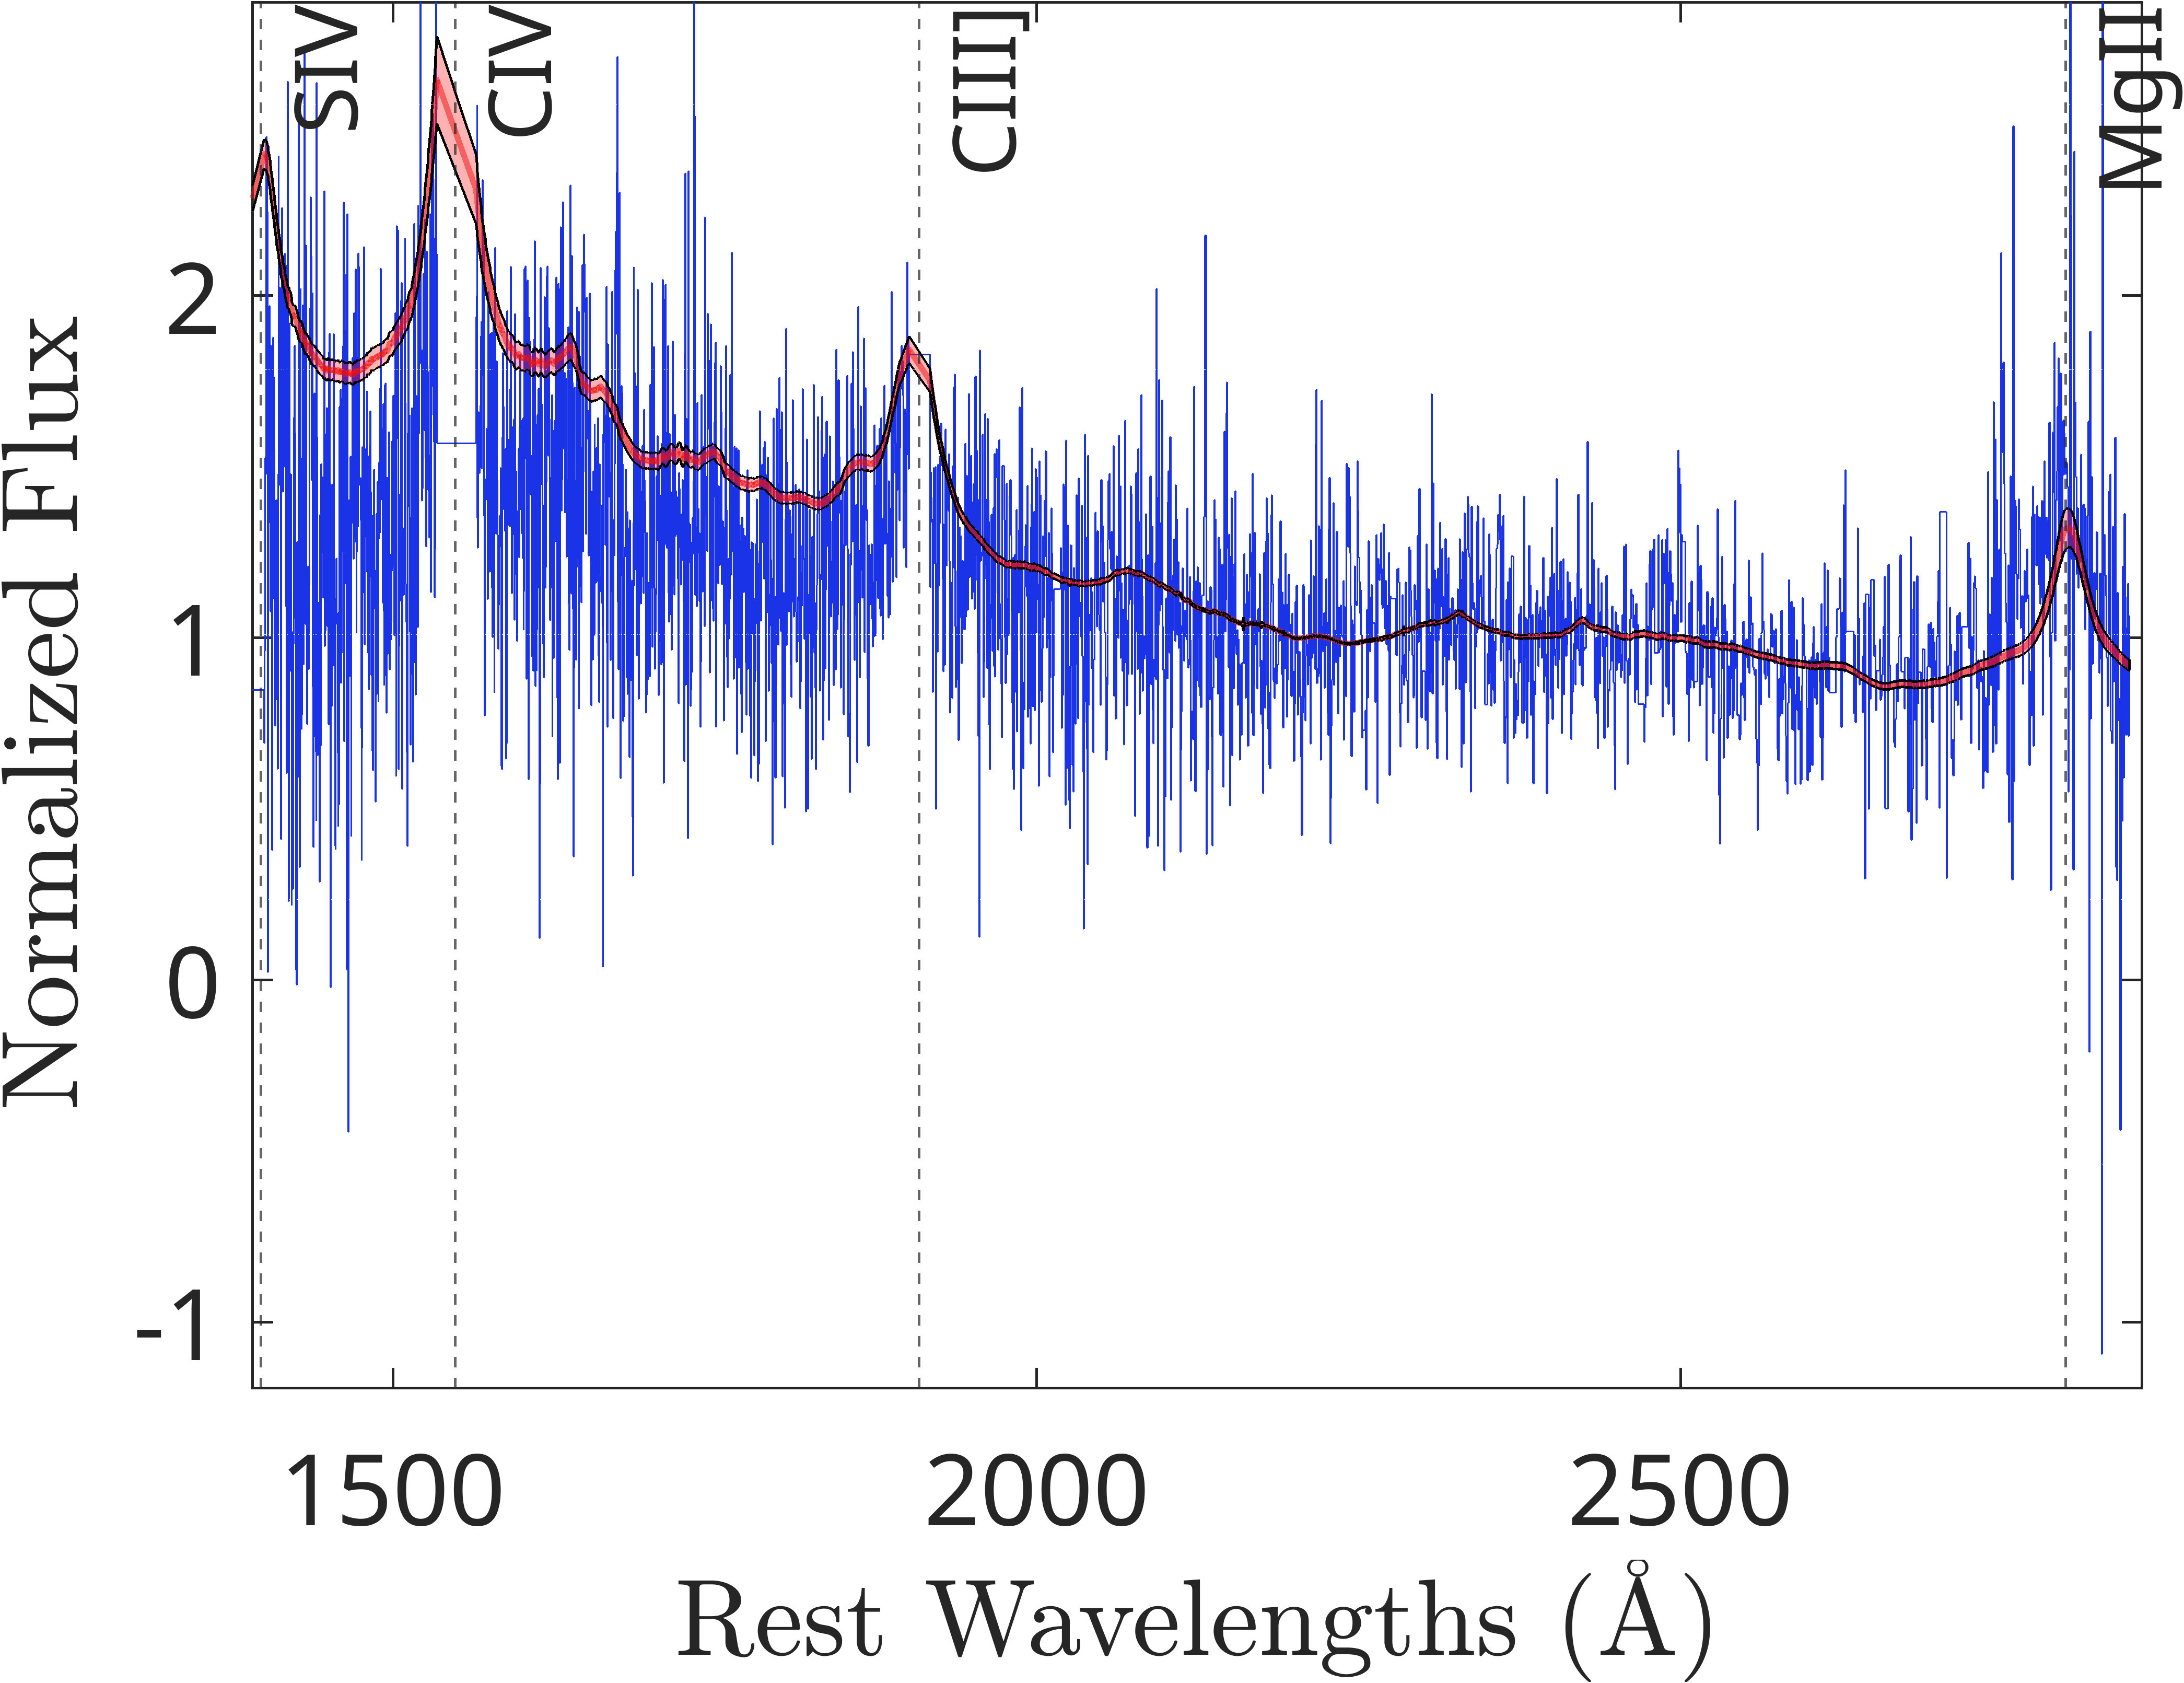 SIV
CIV
CIII]
MgII
Normalized Flux
2
1
0
-1
1500
2000
2500
Rest Wavelengths (Å)